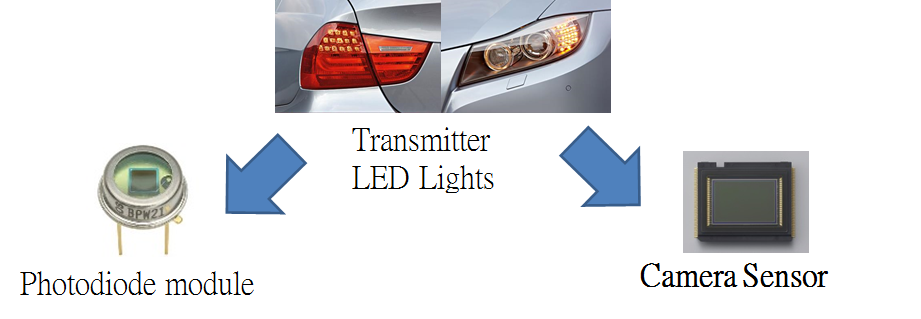 Transmitter
LED Lights
BPW21
Photodiode module
Camera Sensor